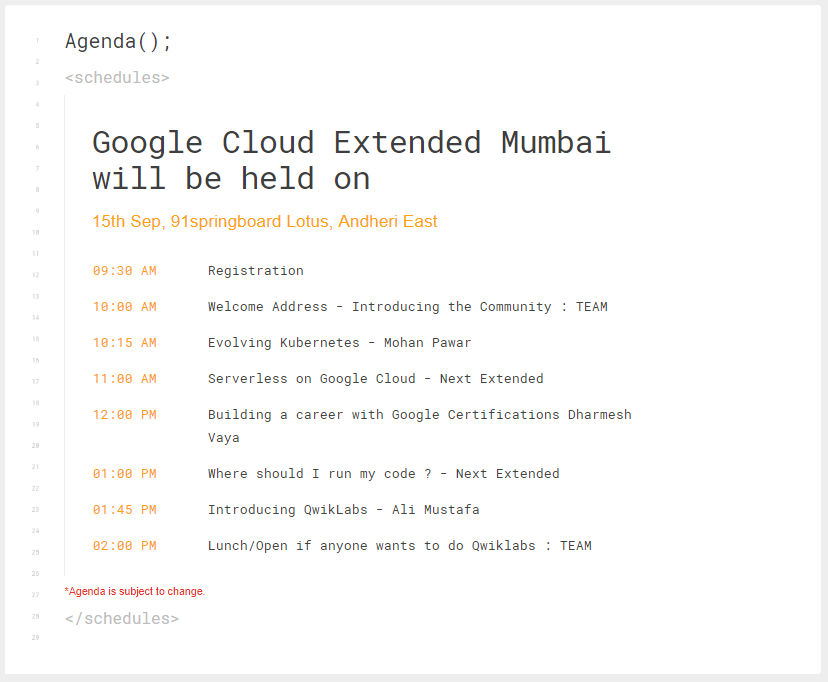 1 Agenda();
2
3 <schedules>
4
5
6 Google Cloud Extended Mumbai
7
8 will be held on
9
10 15th Sep, 91springboard Lotus, Andheri East
11
12 09:30 AM Registration
13
14 10:00 AM Welcome Address - Introducing the Community : TEAM
15 10:15 AM Evolving Kubernetes - Mohan Pawar
16
17 11:00 AM Serverless on Google Cloud - Next Extended
18
19 12:00 PM Building a career with Google Certifications Dharmesh
20 Vaya
21
22 01:00 PM Where should I run my code ? - Next Extended
23 01:45 PM Introducing QwikLabs - Ali Mustafa
24
25 02:00 PM Lunch/Open if anyone wants to do Qwiklabs : TEAM
26
27 *Agenda is subject to change.
28 </schedules>
29